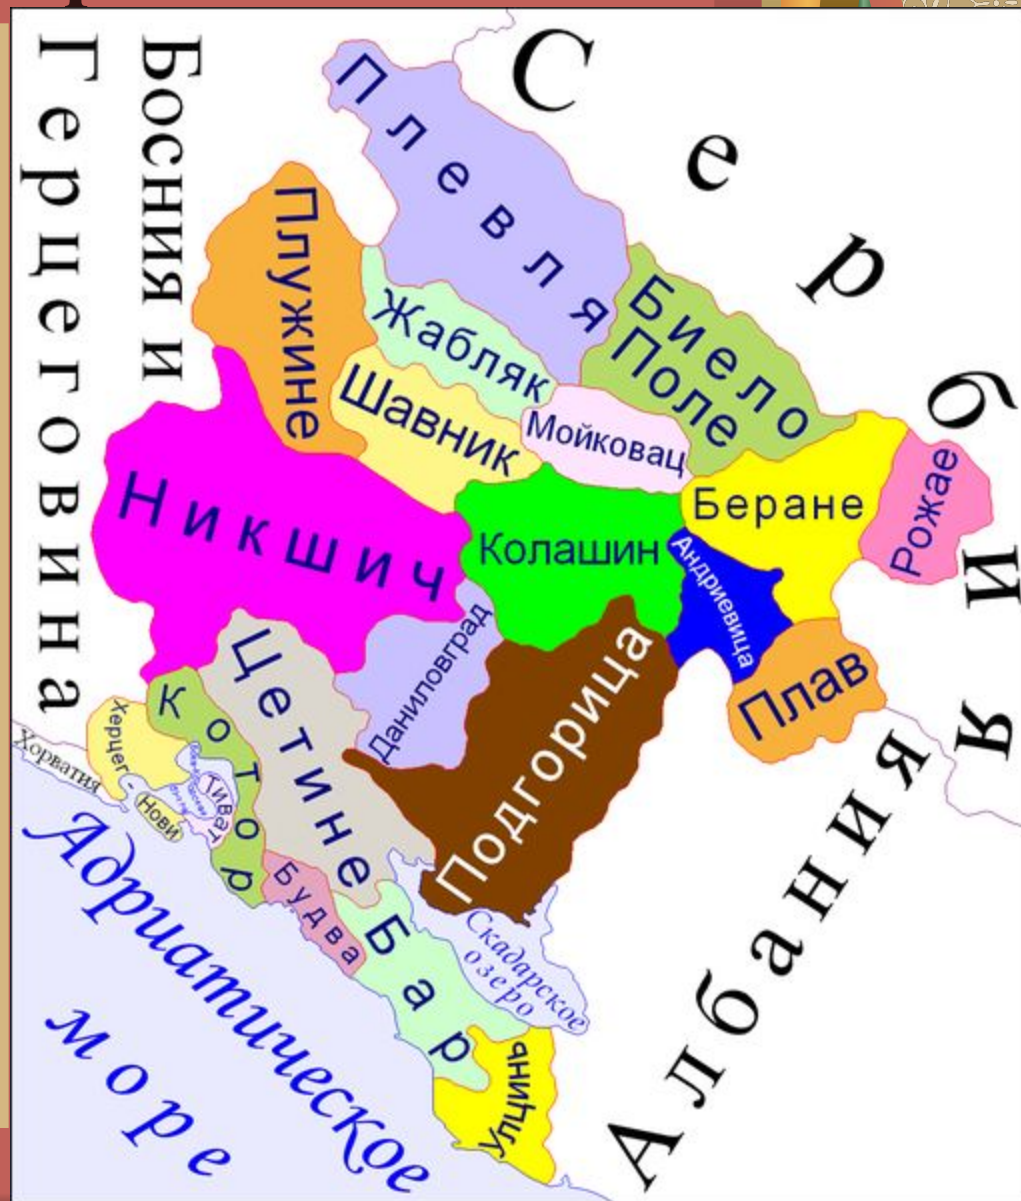 Босния и
Герцеговина
Сербия
Плевля
Плужине
Жабляк
Биело
Поле
Шавник
Мойковац
Никшич
Колашин
Беране
Рожае
Андриевица
Даниловград
Подгорица
Плав
Цетине
Котор
Херцег-
Нови
Тиват
Хорватия
Будва
Бар
Скадарское
озеро
Улцинь
Албания
Адриатическое
море